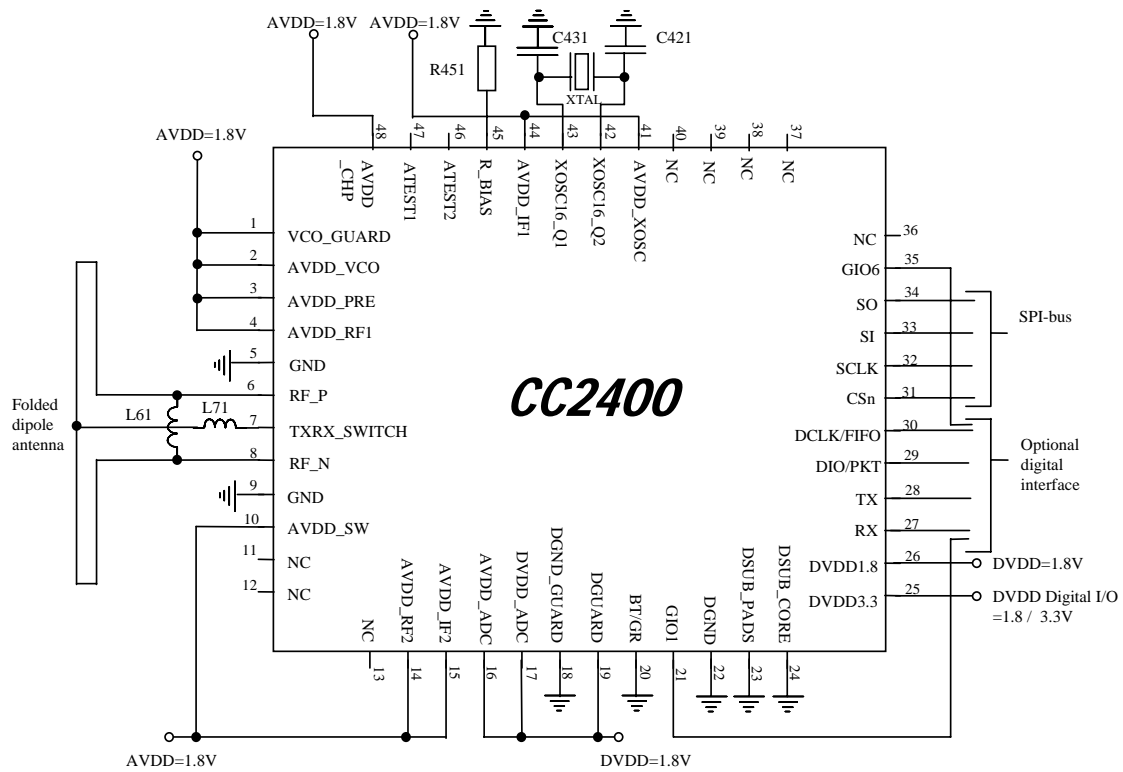 AVDD=1.8V
AVDD=1.8V
C431
C421
R451
XTAL
AVDD=1.8V
48
47
46
45
44
43
42
41
40
39
38
37
AVDD
_CHP
ATEST1
ATEST2
R_BIAS
AVDD_IF1
XOSC16_Q1
XOSC16_Q2
AVDD_XOSC
NC
NC
NC
NC
1
VCO_GUARD
2
AVDD_VCO
3
AVDD_PRE
4
AVDD_RF1
5
GND
6
RF_P
7
TXRX_SWITCH
8
RF_N
9
GND
10
AVDD_SW
11
NC
12
NC
Folded
dipole
antenna
L61
L71
CC2400
NC
36
GIO6
35
SO
34
SI
33
SCLK
32
CSn
31
DCLK/FIFO
30
DIO/PKT
29
TX
28
RX
27
DVDD1.8
26
DVDD3.3
25
SPI-bus
Optional
digital
interface
DVDD=1.8V
DVDD Digital I/O
=1.8 / 3.3V
NC
AVDD_RF2
AVDD_IF2
AVDD_ADC
DVDD_ADC
DGND_GUARD
DGUARD
BT/GR
GIO1
DGND
DSUB_PADS
DSUB_CORE
13
14
15
16
17
18
19
20
21
22
23
24
AVDD=1.8V
DVDD=1.8V